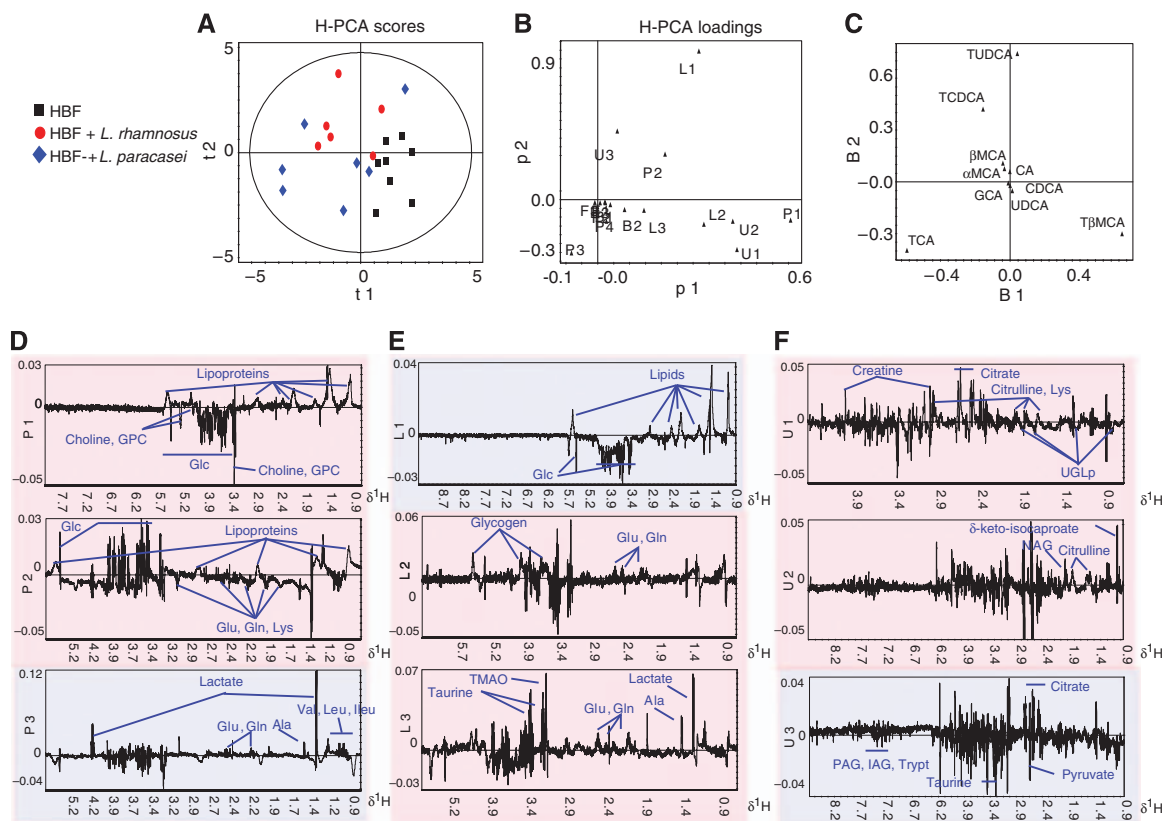 A
H-PCA scores
B
H-PCA loadings
C
HBF
HBF + L. rhamnosus
HBF-+L. paracasei
5
0
−5
t 2
−5
0
5
t 1
0.9
0.0
−0.3
p 2
L1
U3
P2
P4
B2
L3
L2
U2
P1
U1
P3
-0.1
-0.0
0.6
p 1
0.6
0.3
−0.0
−0.3
B 2
TUDCA
TCDCA
βMCA
αMCA
CA
GCA
CDCA
UDCA
TβMCA
TCA
−0.4
0.0
0.4
B 1
D
0.03
0
−0.05
P 1
Lipoproteins
Choline, GPC
Glc
Choline, GPC
7.7 7.2 6.7 6.2 5.7 5.2 4.2 3.9 3.4 2.9 2.4 1.9 1.4 0.9
δ¹H
0.03
0
−0.05
P 2
Glc
Lipoproteins
Glu, Gln, Lys
5.2 4.2 3.9 3.4 3.2 2.9 2.7 2.4 2.2 1.9 1.7 1.4 0.9
δ¹H
0.12
0
−0.04
P 3
Lactate
Val, Leu, Ileu
Glu, Gln
Ala
5.2 4.2 3.9 3.4 3.2 2.9 2.7 2.4 2.2 1.9 1.7 1.4 0.9
δ¹H
E
0.04
0
−0.03
L 1
Lipids
Glc
8.2 7.7 7.2 6.7 6.2 5.7 5.2 3.9 3.4 2.9 2.4 1.9 1.4 0.9
δ¹H
0.06
0
−0.05
L 2
Glycogen
Glu, Gln
5.7 5.2 3.9 3.4 2.9 2.4 1.9 1.4 0.9
δ¹H
0.07
0
−0.03
L 3
TMAO
Taurine
Lactate
Glu, Gln
Ala
5.2 3.9 3.4 2.9 2.4 1.9 1.4 0.9
δ¹H
F
0.05
0
−0.05
U 1
Creatine
Citrate
Citrulline, Lys
UGLp
3.9 3.4 2.9 2.4 1.9 1.4 0.9
δ¹H
0.05
0
−0.05
U 2
δ-keto-isocaproate
NAG
Citrulline
8.2 7.7 7.2 6.2 3.9 3.4 2.9 2.4 1.9 1.4 0.9
δ¹H
0.04
0
−0.04
U 3
Citrate
PAG, IAG, Trypt
Taurine
Pyruvate
8.2 7.7 7.2 6.2 3.9 3.4 2.9 2.4 1.9 1.4 0.9
δ¹H